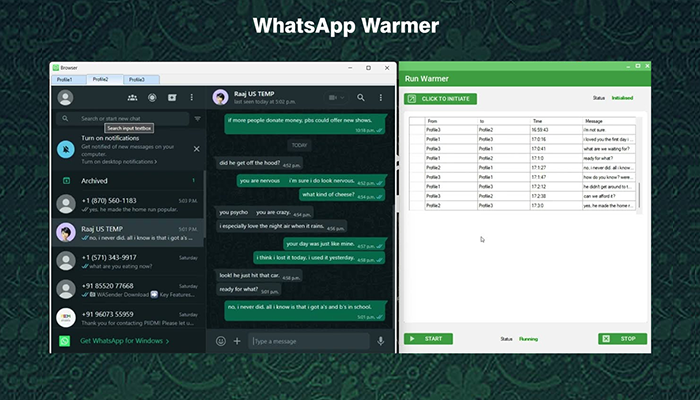 WhatsApp Warmer
Browser
Profile1 Profile2 Profile3
Search or start new chat
Search input textbox
Turn on notifications
Get notified of new messages on your
computer.
Turn on desktop notifications >
Archived 1
+1 (870) 560-1183 5:03 P.M.
yes, he made the home run popular.
Raaj US TEMP 5:01 P.M.
no, i never did. all i know is that i got a's...
+1 (571) 343-9917 Saturday
what are you eating now?
+91 85520 77668 Saturday
WASender Download Key Features...
+91 96073 55959 Saturday
Thank you for contacting PIIDM! Please let u...
Get WhatsApp for Windows >
Raaj US TEMP
last seen today at 5:02 p.m.
if more people donate money, pbs could offer new shows.
10:18 p.m.
TODAY
did he get off the hood? 4:52 p.m.
you are nervous i'm sure i do look nervous. 4:52 p.m.
what kind of cheese? 4:54 p.m.
you psycho you are crazy. 4:54 p.m.
i especially love the night air when it rains. 4:56 p.m.
your day was just like mine. 4:57 p.m.
i think i lost it today, i used it yesterday. 4:58 p.m.
look! he just hit that car. 4:58 p.m.
ready for what? 5:01 p.m.
no, i never did. all i know is that i got a's and b's in school.
5:01 p.m.
Type a message
Run Warmer
CLICK TO INITIATE
Status Initialised
From to Time Message
Profile3 Profile2 16:59:43 i'm not sure.
Profile1 Profile3 17:0:16 i loved you the first day i...
Profile3 Profile1 17:0:41 what are we waiting for?
Profile1 Profile2 17:1:0 ready for what?
Profile2 Profile1 17:1:27 no, i never did. all i know i...
Profile1 Profile3 17:1:47 how do you know? were...
Profile3 Profile1 17:2:12 he didn't get around to t...
Profile3 Profile2 17:2:38 can we afford it?
Profile2 Profile3 17:3:0 yes, he made the home r...
START
Status Running
STOP